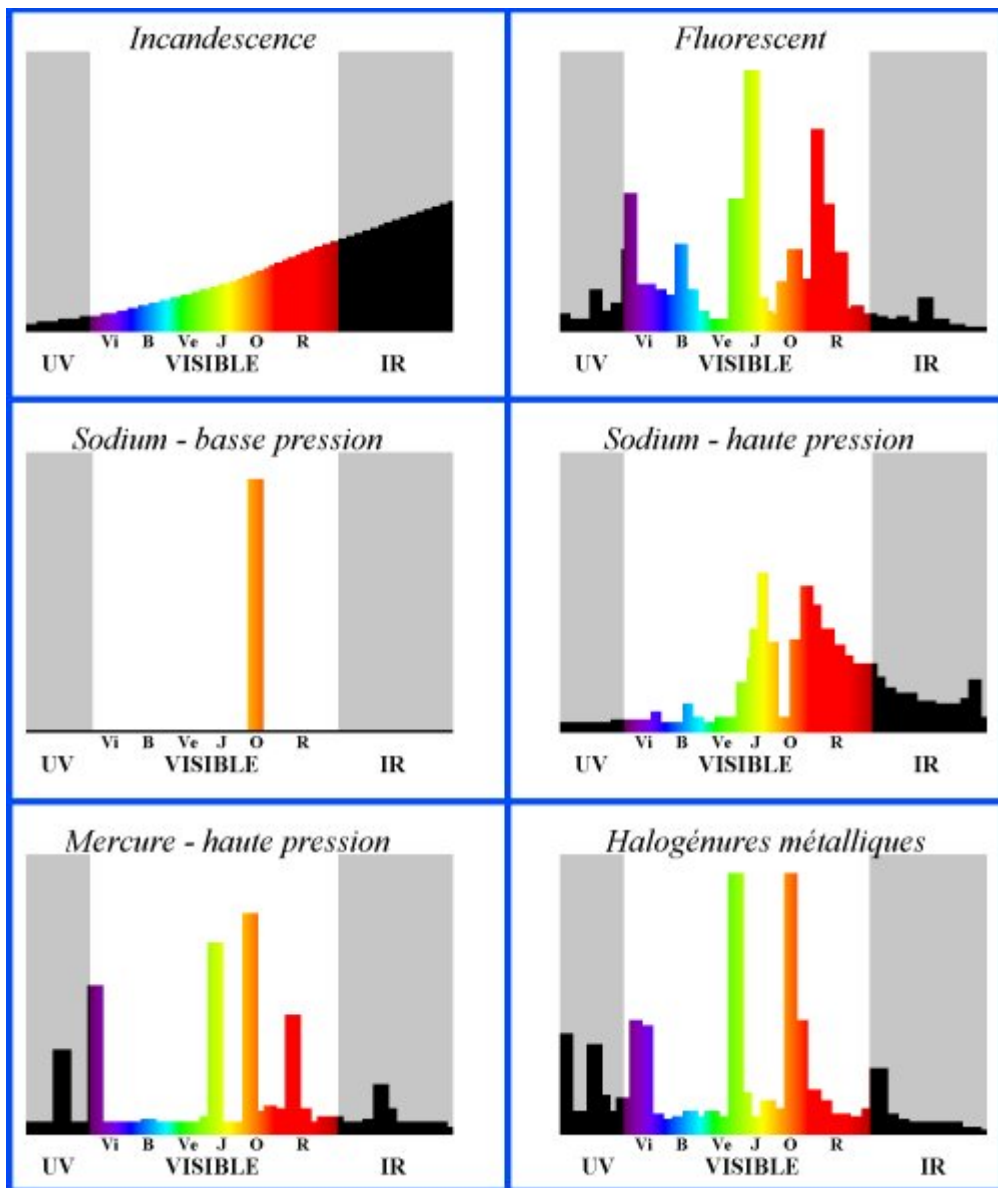 Incandescence
Vi B Ve J O R
UV VISIBLE IR
Fluorescent
Vi B Ve J O R
UV VISIBLE IR
Sodium - basse pression
Vi B Ve J O R
UV VISIBLE IR
Sodium - haute pression
Vi B Ve J O R
UV VISIBLE IR
Mercure - haute pression
Vi B Ve J O R
UV VISIBLE IR
Halogénures métalliques
Vi B Ve J O R
UV VISIBLE IR